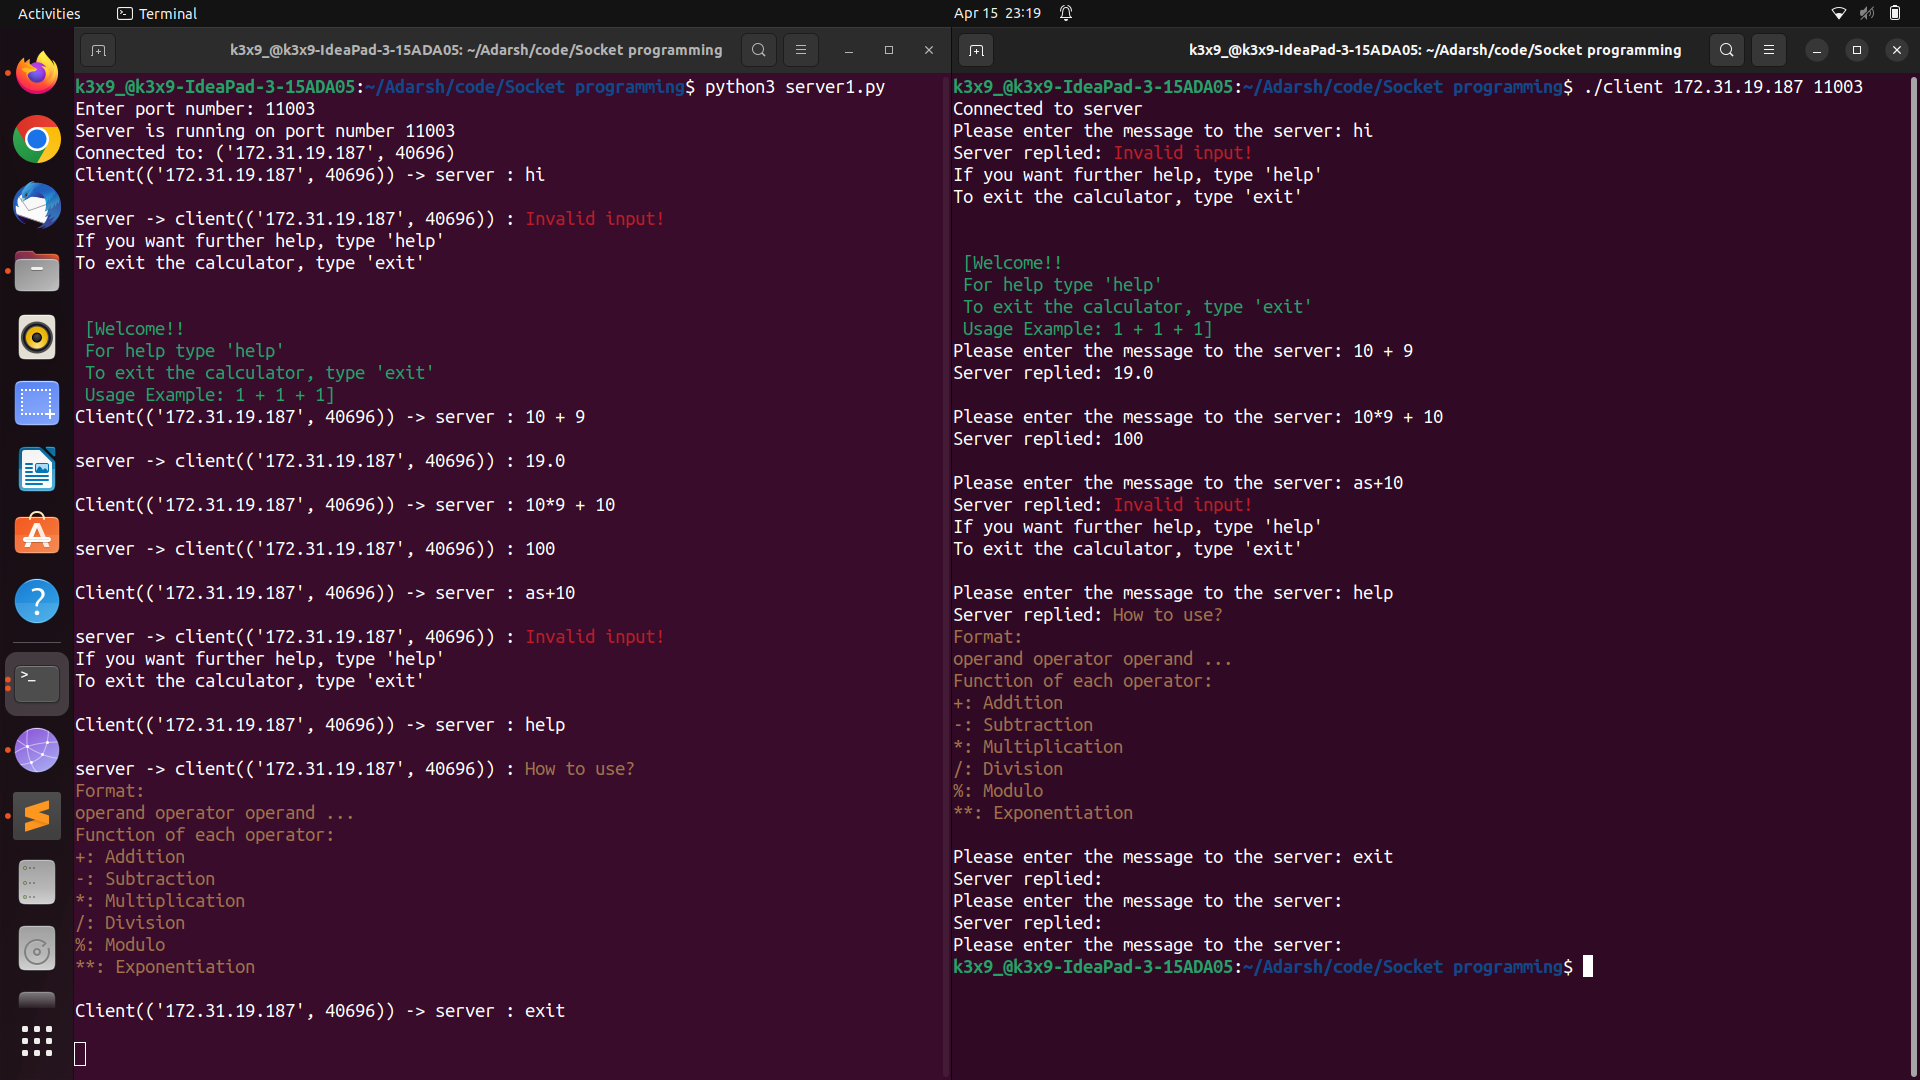 Activities
Terminal
Apr 15 23:19
k3x9_@k3x9-IdeaPad-3-15ADA05: ~/Adarsh/code/Socket programming
k3x9_@k3x9-IdeaPad-3-15ADA05:~/Adarsh/code/Socket programming$ python3 server1.py
Enter port number: 11003
Server is running on port number 11003
Connected to: ('172.31.19.187', 40696)
Client(('172.31.19.187', 40696)) -> server : hi
server -> client(('172.31.19.187', 40696)) : Invalid input!
If you want further help, type 'help'
To exit the calculator, type 'exit'
[Welcome!!
For help type 'help'
To exit the calculator, type 'exit'
Usage Example: 1 + 1 + 1]
Client(('172.31.19.187', 40696)) -> server : 10 + 9
server -> client(('172.31.19.187', 40696)) : 19.0
Client(('172.31.19.187', 40696)) -> server : 10*9 + 10
server -> client(('172.31.19.187', 40696)) : 100
Client(('172.31.19.187', 40696)) -> server : as+10
server -> client(('172.31.19.187', 40696)) : Invalid input!
If you want further help, type 'help'
To exit the calculator, type 'exit'
Client(('172.31.19.187', 40696)) -> server : help
server -> client(('172.31.19.187', 40696)) : How to use?
Format:
operand operator operand ...
Function of each operator:
+: Addition
-: Subtraction
*: Multiplication
/: Division
%: Modulo
**: Exponentiation
Client(('172.31.19.187', 40696)) -> server : exit
k3x9_@k3x9-IdeaPad-3-15ADA05: ~/Adarsh/code/Socket programming
k3x9_@k3x9-IdeaPad-3-15ADA05:~/Adarsh/code/Socket programming$ ./client 172.31.19.187 11003
Connected to server
Please enter the message to the server: hi
Server replied: Invalid input!
If you want further help, type 'help'
To exit the calculator, type 'exit'
[Welcome!!
For help type 'help'
To exit the calculator, type 'exit'
Usage Example: 1 + 1 + 1]
Please enter the message to the server: 10 + 9
Server replied: 19.0
Please enter the message to the server: 10*9 + 10
Server replied: 100
Please enter the message to the server: as+10
Server replied: Invalid input!
If you want further help, type 'help'
To exit the calculator, type 'exit'
Please enter the message to the server: help
Server replied: How to use?
Format:
operand operator operand ...
Function of each operator:
+: Addition
-: Subtraction
*: Multiplication
/: Division
%: Modulo
**: Exponentiation
Please enter the message to the server: exit
Server replied:
Please enter the message to the server:
Server replied:
Please enter the message to the server:
k3x9_@k3x9-IdeaPad-3-15ADA05:~/Adarsh/code/Socket programming$